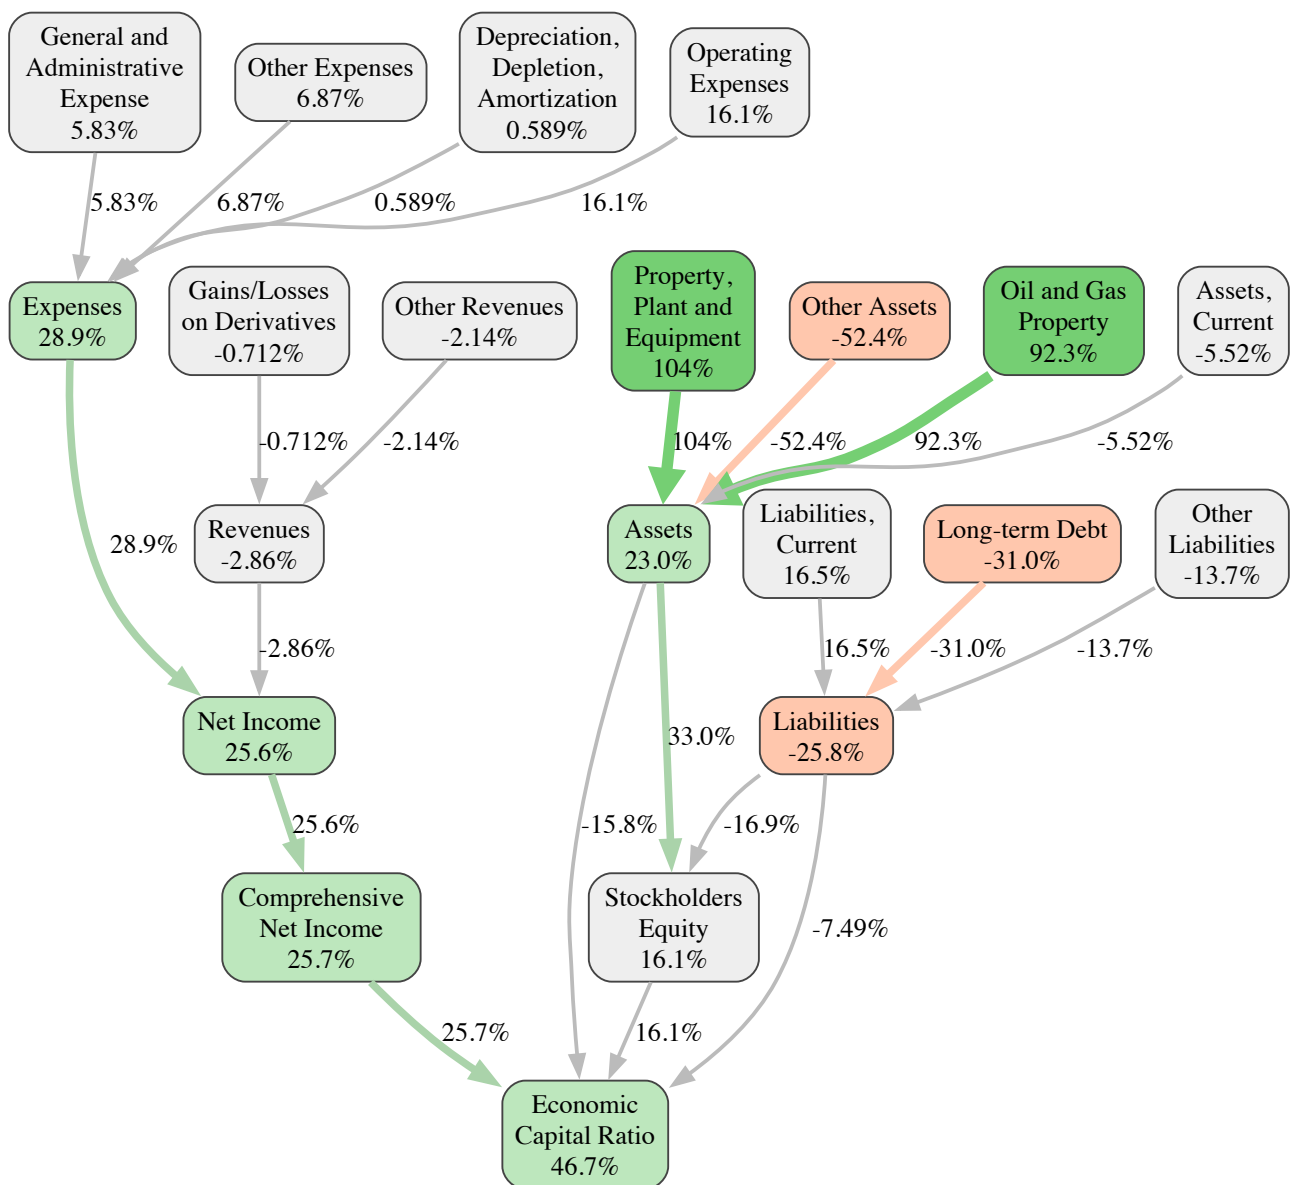 General and
Administrative
Expense
5.83%
Other Expenses
6.87%
Depreciation,
Depletion,
Amortization
0.589%
Operating
Expenses
16.1%
5.83%
6.87%
0.589%
16.1%
Expenses
28.9%
Gains/Losses
on Derivatives
-0.712%
Other Revenues
-2.14%
Property,
Plant and
Equipment
104%
Other Assets
-52.4%
Oil and Gas
Property
92.3%
Assets,
Current
-5.52%
-0.712%
-2.14%
104%
-52.4%
92.3%
-5.52%
28.9%
Revenues
-2.86%
Assets
23.0%
Liabilities,
Current
16.5%
Long-term Debt
-31.0%
Other
Liabilities
-13.7%
-2.86%
16.5%
-31.0%
-13.7%
Net Income
25.6%
33.0%
Liabilities
-25.8%
25.6%
-15.8%
-16.9%
Comprehensive
Net Income
25.7%
Stockholders
Equity
16.1%
-7.49%
25.7%
16.1%
Economic
Capital Ratio
46.7%